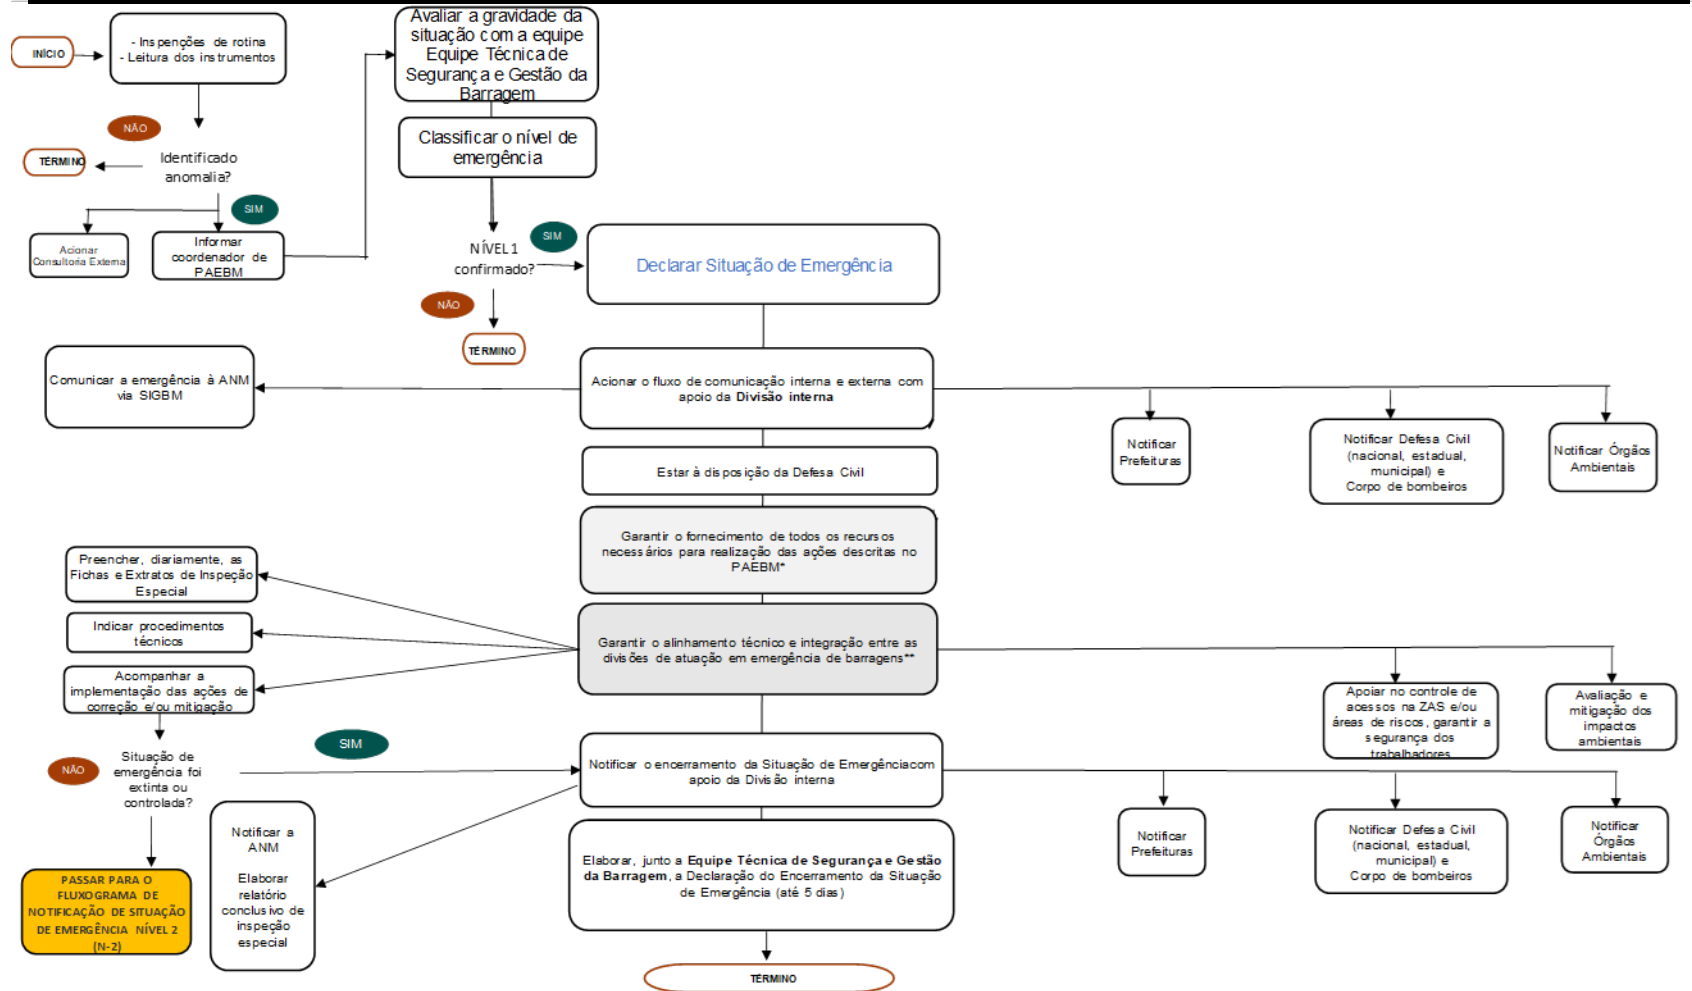 INÍCIO
- Inspenções de rotina
- Leitura dos instrumentos
NÃO
TÉRMINO
Identificado
anomalia?
SIM
Acionar
Consultoria Externa
Informar
coordenador de
PAEBM
Avaliar a gravidade da
situação com a equipe
Equipe Técnica de
Segurança e Gestão da
Barragem
Classificar o nível de
emergência
NÍVEL 1
confirmado?
SIM
NÃO
TÉRMINO
Declarar Situação de Emergência
Comunicar a emergência à ANM
via SIGBM
Acionar o fluxo de comunicação interna e externa com
apoio da Divisão interna
Notificar
Prefeituras
Notificar Defesa Civil
(nacional, estadual,
municipal) e
Corpo de bombeiros
Notificar Órgãos
Ambientais
Estar à disposição da Defesa Civil
Garantir o fornecimento de todos os recursos
necessários para realização das ações descritas no
PAEBM*
Preencher, diariamente, as
Fichas e Extratos de Inspeção
Especial
Indicar procedimentos
técnicos
Acompanhar a
implementação das ações de
correção e/ou mitigação
Garantir o alinhamento técnico e integração entre as
divisões de atuação em emergência de barragens**
Apoiar no controle de
acessos na ZAS e/ou
áreas de riscos, garantir a
segurança dos
trabalhadores
Avaliação e
mitigação dos
impactos
ambientais
NÃO
Situação de
emergência foi
extinta ou
controlada?
SIM
Notificar o encerramento da Situação de Emergênciacom
apoio da Divisão interna
Notificar
Prefeituras
Notificar Defesa Civil
(nacional, estadual,
municipal) e
Corpo de bombeiros
Notificar
Órgãos
Ambientais
Notificar a
ANM
Elaborar
relatório
conclusivo de
inspeção
especial
PASSAR PARA O
FLUXOGRAMA DE
NOTIFICAÇÃO DE SITUAÇÃO
DE EMERGÊNCIA NÍVEL 2
(N-2)
Elaborar, junto a Equipe Técnica de Segurança e Gestão
da Barragem, a Declaração do Encerramento da Situação
de Emergência (até 5 dias)
TÉRMINO